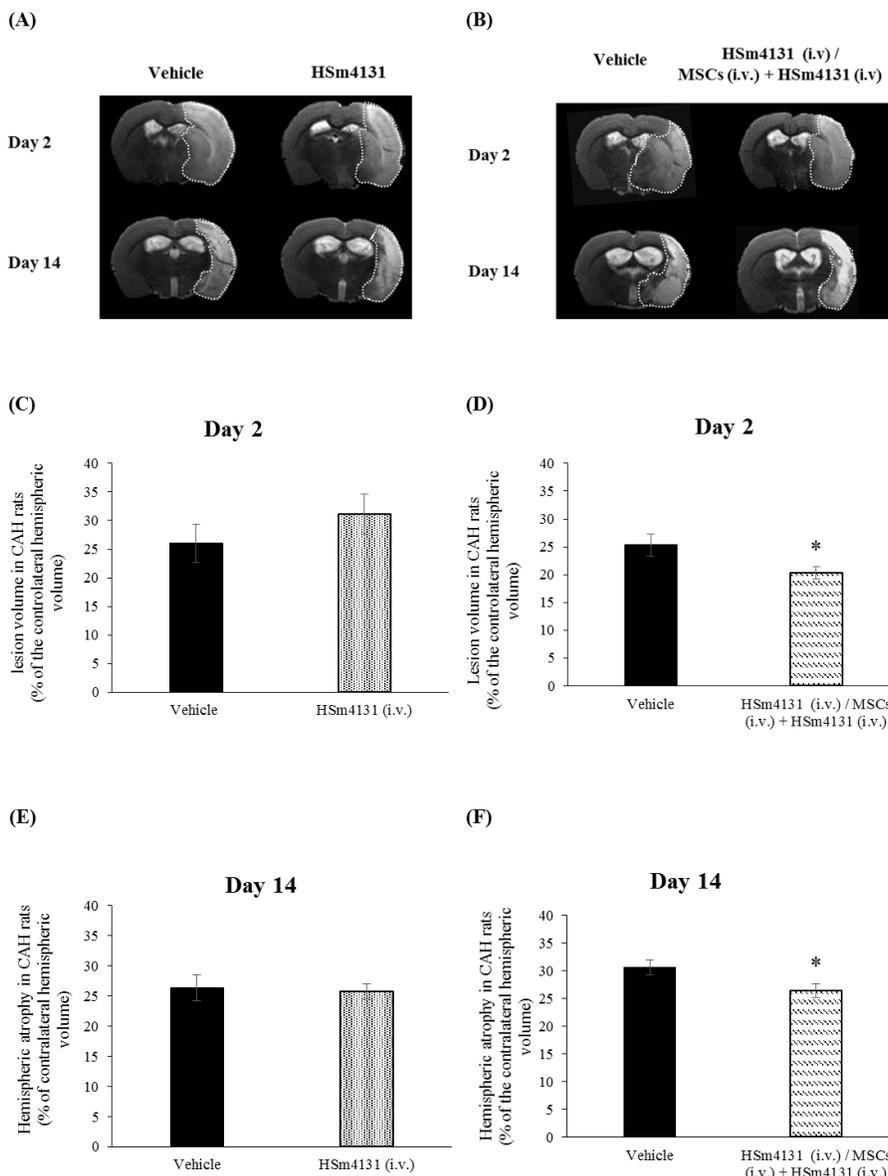 (A)
Vehicle
HSm4131
Day 2
Day 14
(B)
Vehicle
HSm4131 (i.v) /
MSCs (i.v.) + HSm4131 (i.v)
Day 2
Day 14
(C)
Day 2
lesion volume in CAH rats
(% of the controlateral hemispheric
volume)
40
35
30
25
20
15
10
5
0
Vehicle
HSm4131 (i.v.)
(D)
Day 2
Lesion volume in CAH rats
(% of the controlateral hemispheric
volume)
40
35
30
25
20
15
10
5
0
*
Vehicle
HSm4131 (i.v.) / MSCs
(i.v.) + HSm4131 (i.v.)
(E)
Day 14
Hemispheric atrophy in CAH rats
(% of contralateral hemispheric
volume)
40
35
30
25
20
15
10
5
0
Vehicle
HSm4131 (i.v.)
(F)
Day 14
Hemispheric atrophy in CAH rats
(% of the contralateral hemispheric
volume)
40
35
30
25
20
15
10
5
0
*
Vehicle
HSm4131 (i.v.) / MSCs
(i.v.) + HSm4131 (i.v.)